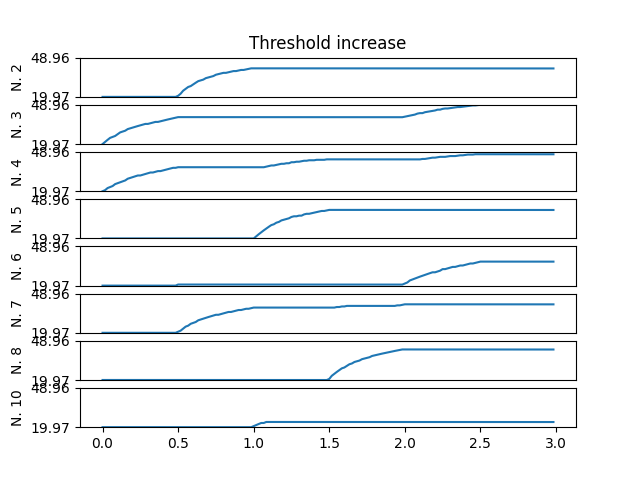 Threshold increase
48.96
N. 2
19.97
48.96
N. 3
19.97
48.96
N. 4
19.97
48.96
N. 5
19.97
48.96
N. 6
19.97
48.96
N. 7
19.97
48.96
N. 8
19.97
48.96
N. 10
19.97
0.0 0.5 1.0 1.5 2.0 2.5 3.0